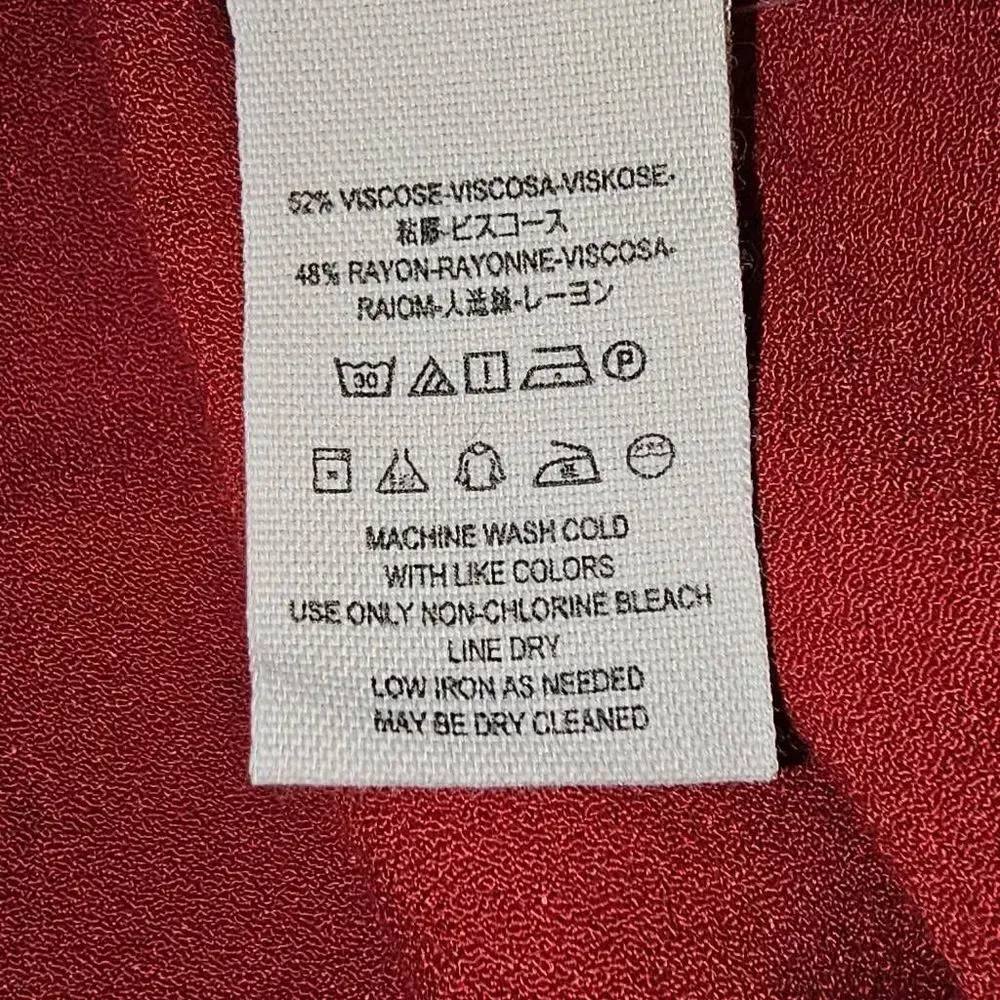 52% VISCOSE-VISCOSA-VISKOSE-
粘膠-ビスコース
48% RAYON-RAYONNE-VISCOSA-
RAIOM-人造絲-レーヨン
30 P
MACHINE WASH COLD
WITH LIKE COLORS
USE ONLY NON-CHLORINE BLEACH
LINE DRY
LOW IRON AS NEEDED
MAY BE DRY CLEANED